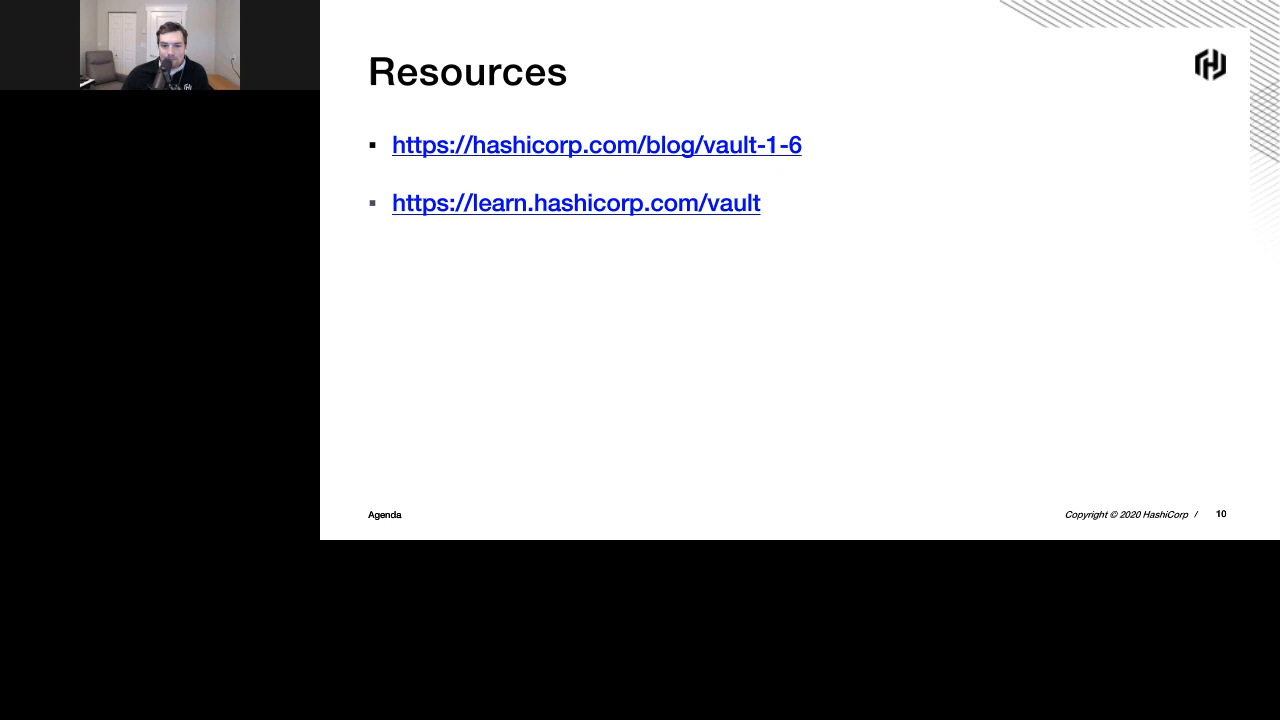 Resources
https://hashicorp.com/blog/vault-1-6
https://learn.hashicorp.com/vault
Agenda
Copyright © 2020 HashiCorp / 10